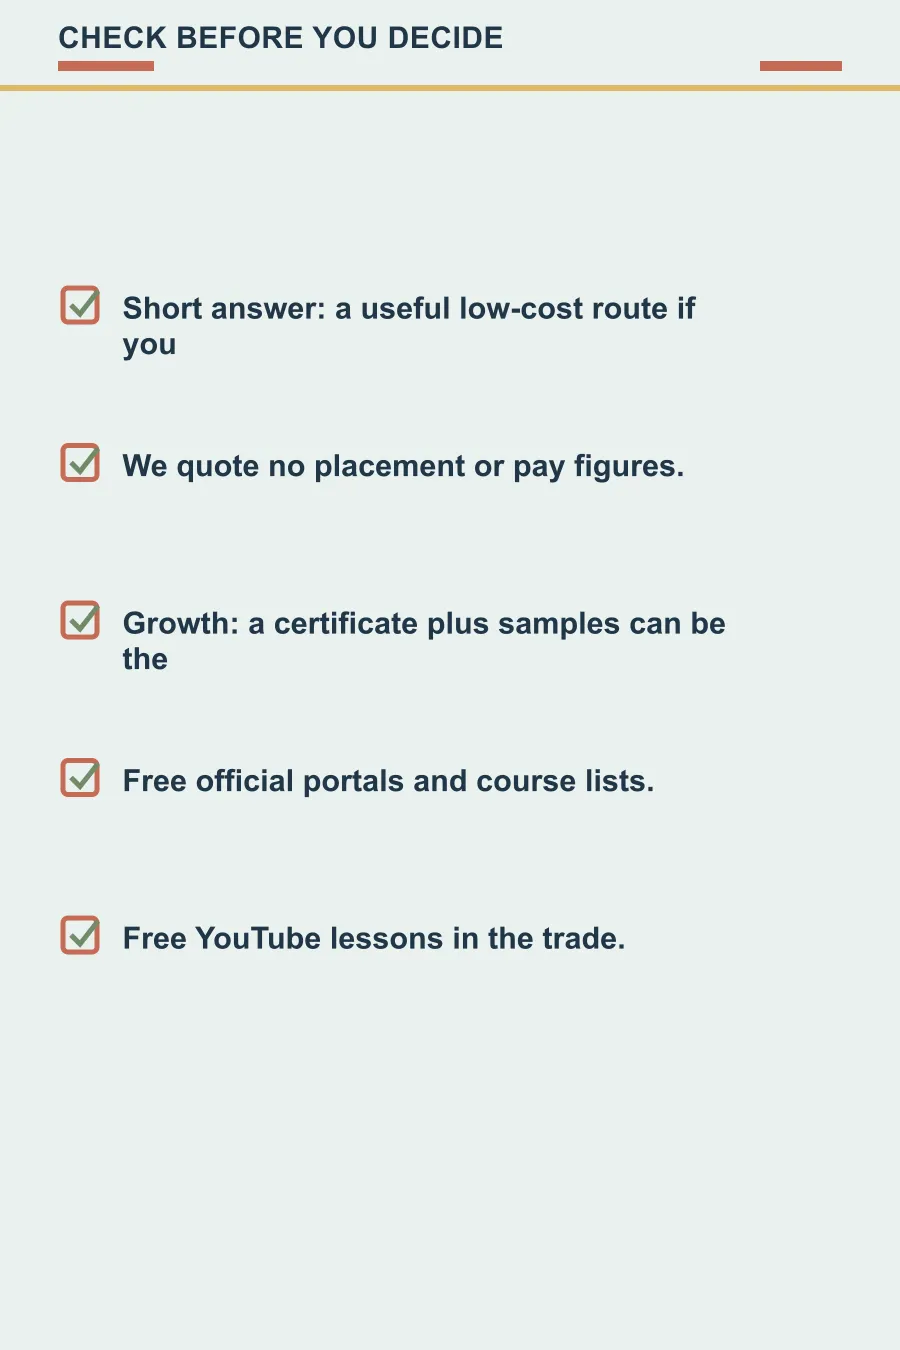 CHECK BEFORE YOU DECIDE
Short answer: a useful low-cost route if
you
We quote no placement or pay figures.
Growth: a certificate plus samples can be
the
Free official portals and course lists.
Free YouTube lessons in the trade.